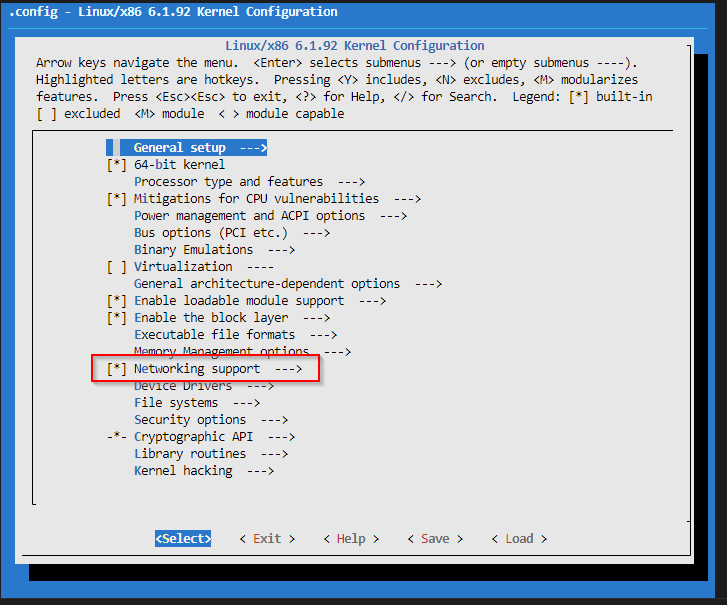 .config - Linux/x86 6.1.92 Kernel Configuration
Linux/x86 6.1.92 Kernel Configuration
Arrow keys navigate the menu.  <Enter> selects submenus ---> (or empty submenus ----).
Highlighted letters are hotkeys.  Pressing <Y> includes, <N> excludes, <M> modularizes
features.  Press <Esc><Esc> to exit, <?> for Help, </> for Search.  Legend: [*] built-in
[ ] excluded  <M> module  < > module capable
General setup  --->
[*] 64-bit kernel
Processor type and features  --->
[*] Mitigations for CPU vulnerabilities  --->
Power management and ACPI options  --->
Bus options (PCI etc.)  --->
Binary Emulations  --->
[ ] Virtualization  ----
General architecture-dependent options  --->
[*] Enable loadable module support  --->
[*] Enable the block layer  --->
Executable file formats  --->
Memory Management options  --->
[*] Networking support  --->
Device Drivers  --->
File systems  --->
Security options  --->
-*- Cryptographic API  --->
Library routines  --->
Kernel hacking  --->
<Select>    < Exit >    < Help >    < Save >    < Load >